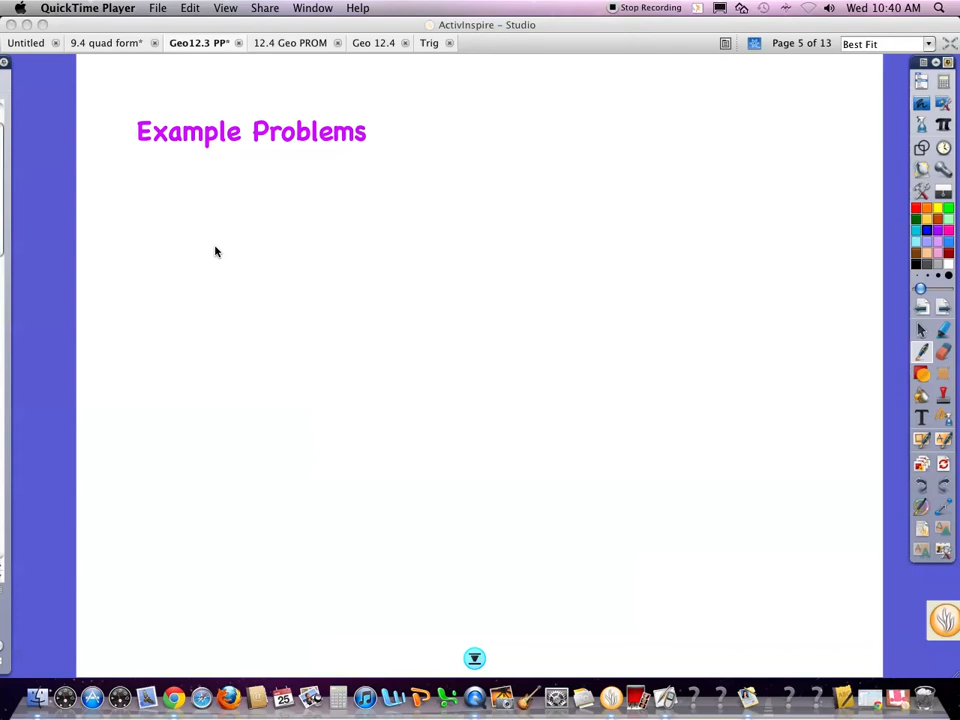 QuickTime Player File Edit View Share Window Help Stop Recording Wed 10:40 AM
ActivInspire - Studio
Untitled 9.4 quad form* Geo12.3 PP* 12.4 Geo PROM Geo 12.4 Trig Page 5 of 13 Best Fit
Example Problems
T
25